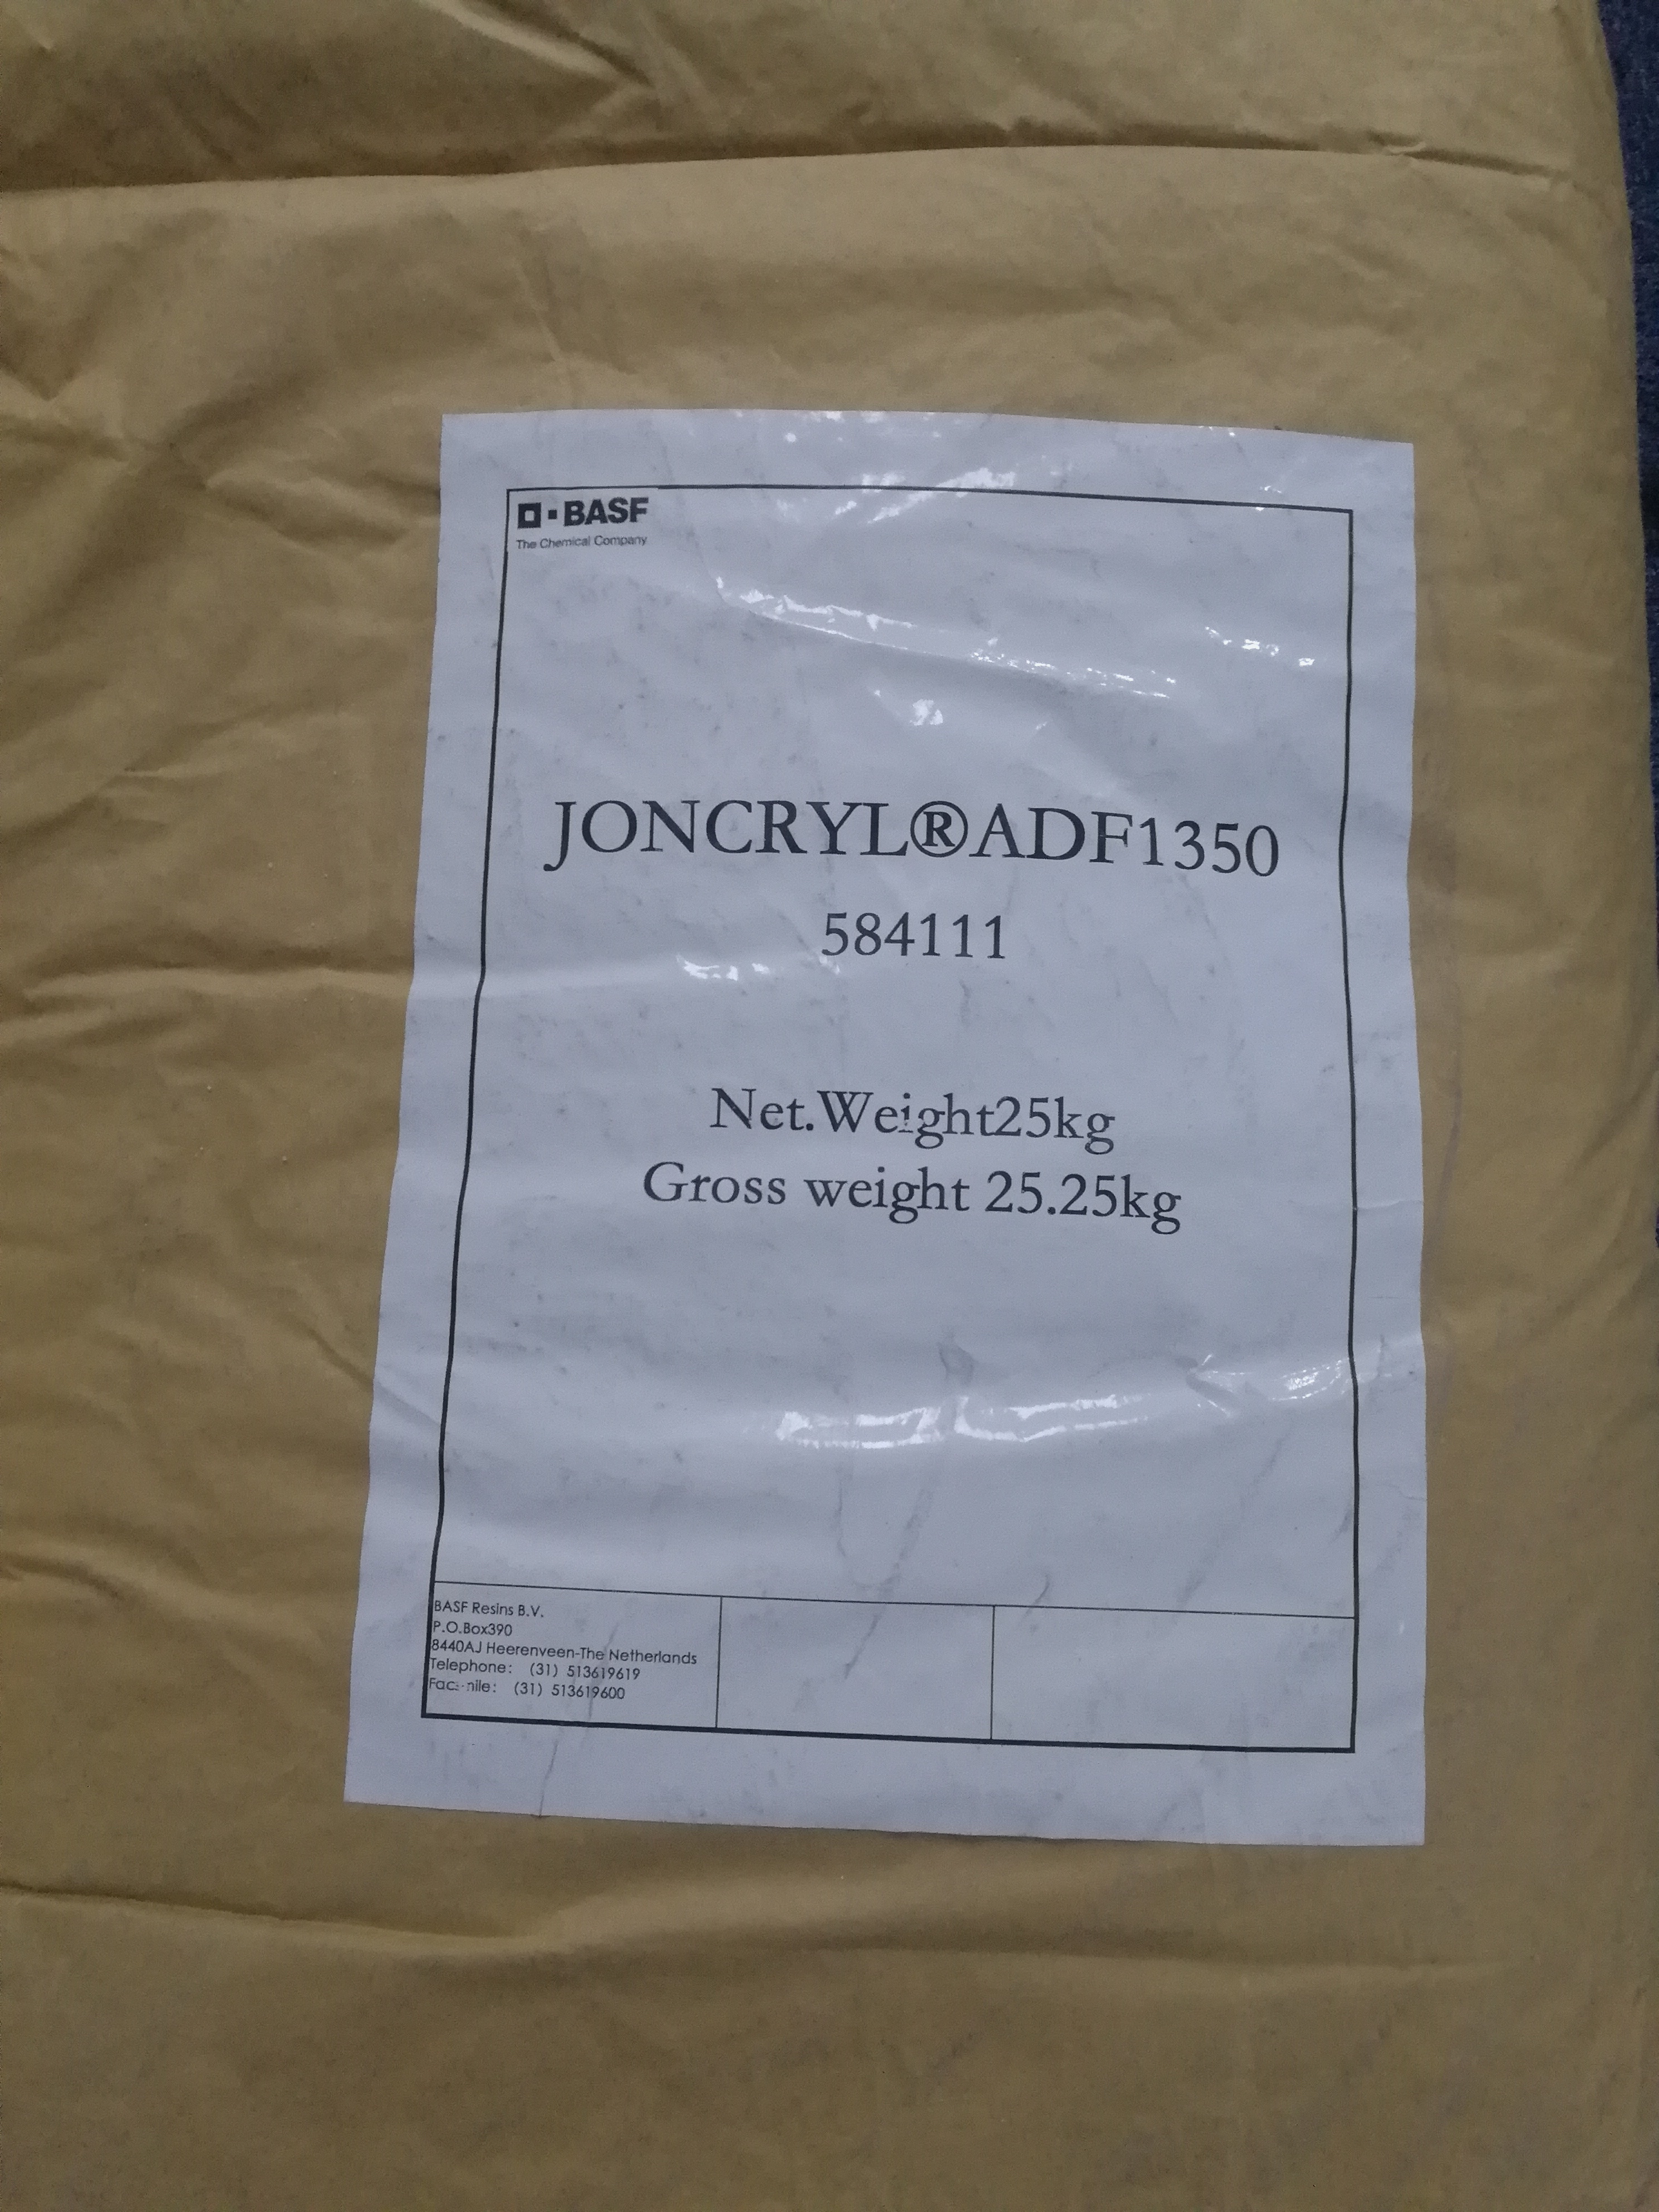 BASF
The Chemical Company
JONCRYL®ADF1350
584111
Net.Weight25kg
Gross weight 25.25kg
BASF Resins B.V.
P.O.Box390
8440AJ Heerenveen-The Netherlands
Telephone: (31) 513619619
(31) 513619600